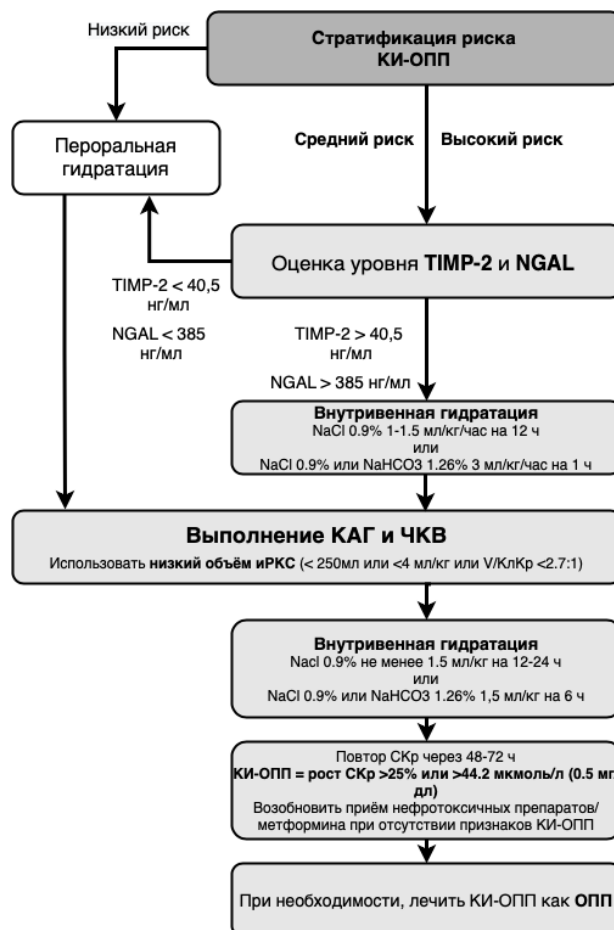 Низкий риск
Стратификация риска
КИ-ОПП
Пероральная
гидратация
Средний риск
Высокий риск
Оценка уровня TIMP-2 и NGAL
TIMP-2 < 40,5
нг/мл
NGAL < 385
нг/мл
TIMP-2 > 40,5
нг/мл
NGAL > 385 нг/мл
Внутривенная гидратация
NaCl 0.9% 1-1.5 мл/кг/час на 12 ч
или
NaCl 0.9% или NaHCO3 1.26% 3 мл/кг/час на 1 ч
Выполнение КАГ и ЧКВ
Использовать низкий объём иРКС (< 250мл или <4 мл/кг или V/КлКр <2.7:1)
Внутривенная гидратация
Nacl 0.9% не менее 1.5 мл/кг на 12-24 ч
или
NaCl 0.9% или NaHCO3 1.26% 1,5 мл/кг на 6 ч
Повтор СКр через 48-72 ч
КИ-ОПП = рост СКр >25% или >44.2 мкмоль/л (0.5 мг/
дл)
Возобновить приём нефротоксичных препаратов/
метформина при отсутствии признаков КИ-ОПП
При необходимости, лечить КИ-ОПП как ОПП